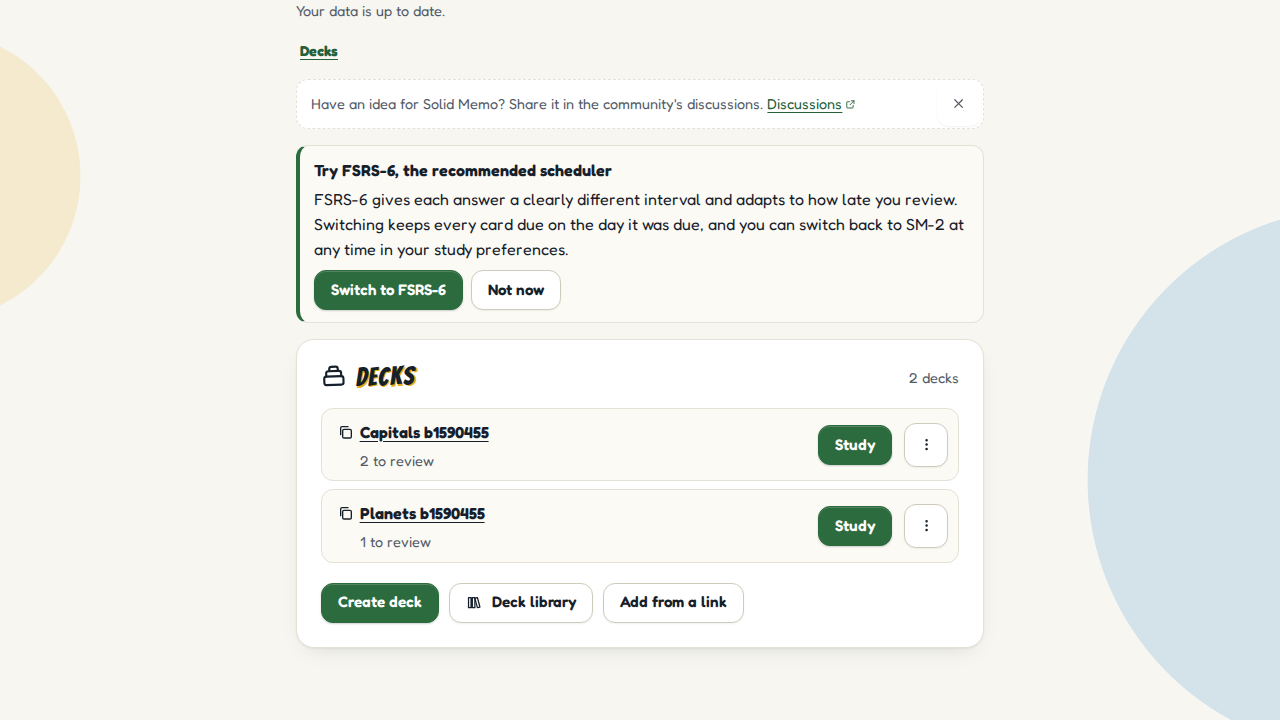 Your data is up to date.
Decks
Have an idea for Solid Memo? Share it in the community's discussions. Discussions
Try FSRS-6, the recommended scheduler
FSRS-6 gives each answer a clearly different interval and adapts to how late you review.
Switching keeps every card due on the day it was due, and you can switch back to SM-2 at
any time in your study preferences.
Switch to FSRS-6
Not now
DECKS
2 decks
Capitals b1590455
2 to review
Study
Planets b1590455
1 to review
Study
Create deck
Deck library
Add from a link